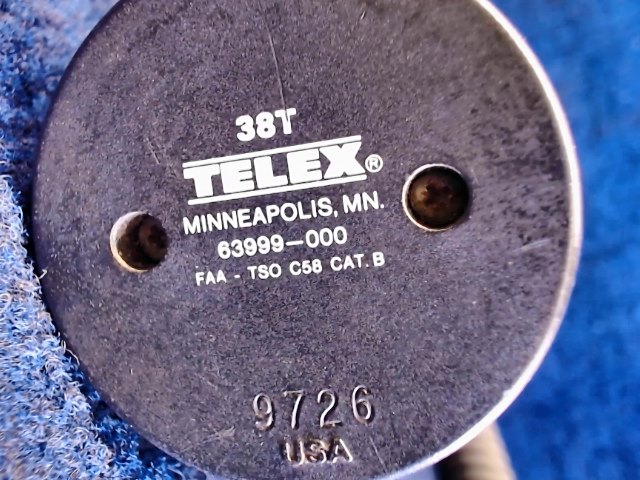 38T
TELEX®
MINNEAPOLIS, MN.
63999-000
FAA - TSO C58 CAT. B
9726
USA